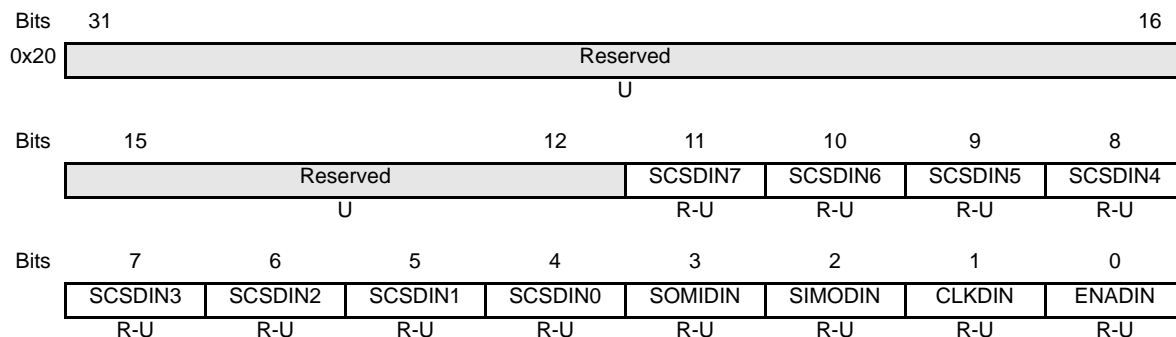 Bits 31 16
0x20 Reserved
U
Bits 15 12 11 10 9 8
Reserved SCSDIN7 SCSDIN6 SCSDIN5 SCSDIN4
U R-U R-U R-U R-U
Bits 7 6 5 4 3 2 1 0
SCSDIN3 SCSDIN2 SCSDIN1 SCSDIN0 SOMIDIN SIMODIN CLKDIN ENADIN
R-U R-U R-U R-U R-U R-U R-U R-U